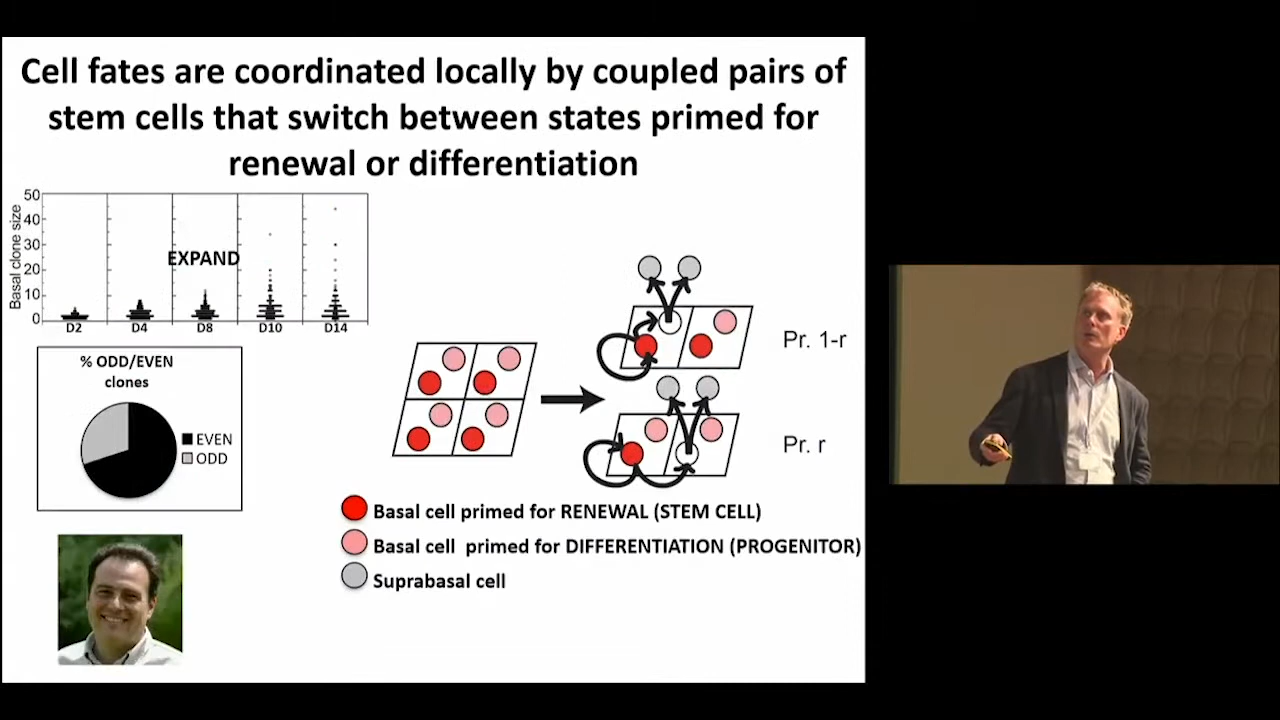 Cell fates are coordinated locally by coupled pairs of
stem cells that switch between states primed for
renewal or differentiation
Basal clone size
50
40
30
20
10
0
EXPAND
D2 D4 D8 D10 D14
% ODD/EVEN
clones
EVEN
ODD
Pr. 1-r
Pr. r
Basal cell primed for RENEWAL (STEM CELL)
Basal cell primed for DIFFERENTIATION (PROGENITOR)
Suprabasal cell